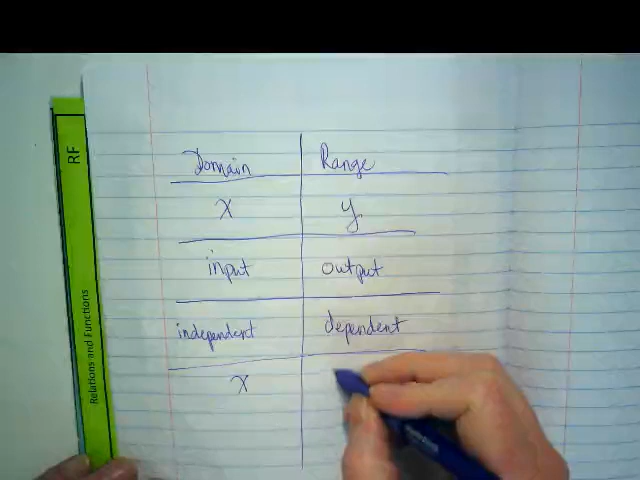 RF
Relations and Functions
Domain Range
x y
input output
independent dependent
x